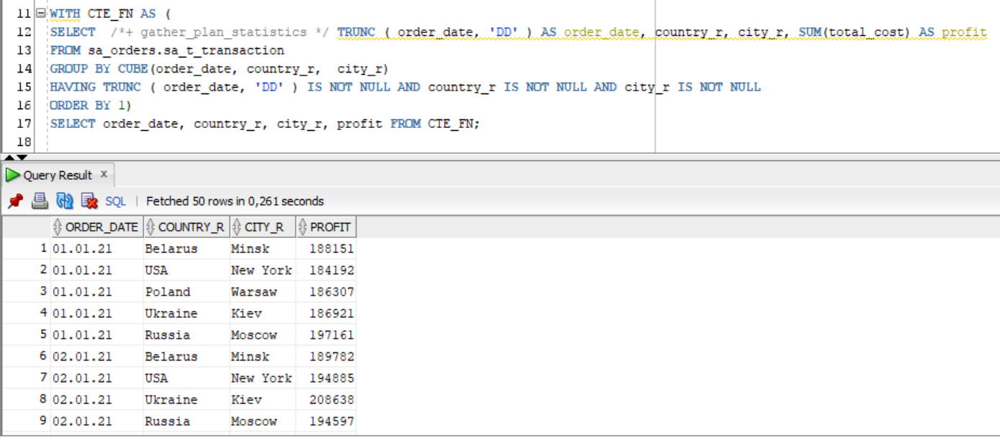 11 WITH CTE_FN AS (
12 SELECT /*+ gather_plan_statistics */ TRUNC ( order_date, 'DD' ) AS order_date, country_r, city_r, SUM(total_cost) AS profit
13 FROM sa_orders.sa_t_transaction
14 GROUP BY CUBE(order_date, country_r, city_r)
15 HAVING TRUNC ( order_date, 'DD' ) IS NOT NULL AND country_r IS NOT NULL AND city_r IS NOT NULL
16 ORDER BY 1)
17 SELECT order_date, country_r, city_r, profit FROM CTE_FN;
18
Query Result x
SQL | Fetched 50 rows in 0,261 seconds
ORDER_DATE COUNTRY_R CITY_R PROFIT
1 01.01.21 Belarus Minsk 188151
2 01.01.21 USA New York 184192
3 01.01.21 Poland Warsaw 186307
4 01.01.21 Ukraine Kiev 186921
5 01.01.21 Russia Moscow 197161
6 02.01.21 Belarus Minsk 189782
7 02.01.21 USA New York 194885
8 02.01.21 Ukraine Kiev 208638
9 02.01.21 Russia Moscow 194597